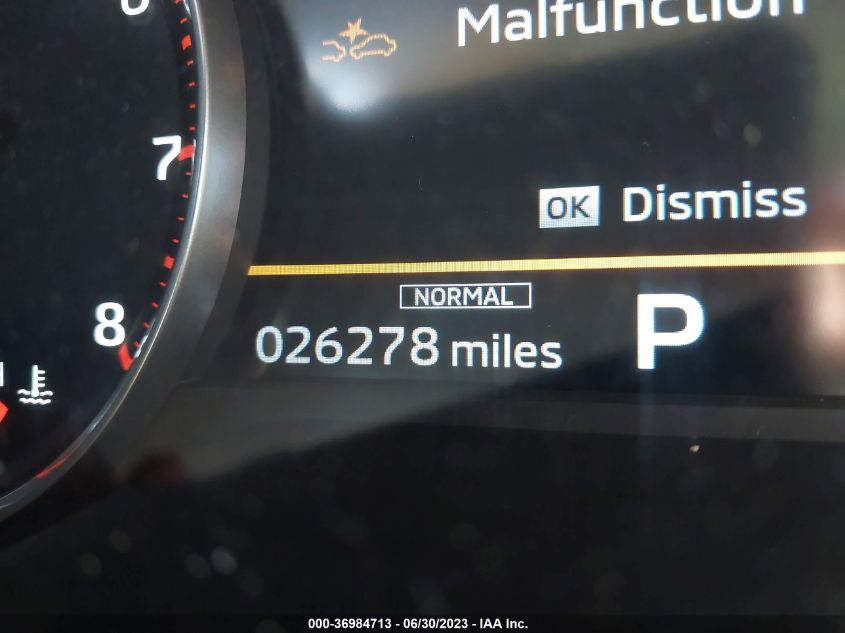 Malfunction
7
OK Dismiss
NORMAL
8
026278 miles
P
000-36984713 - 06/30/2023 - IAA Inc.